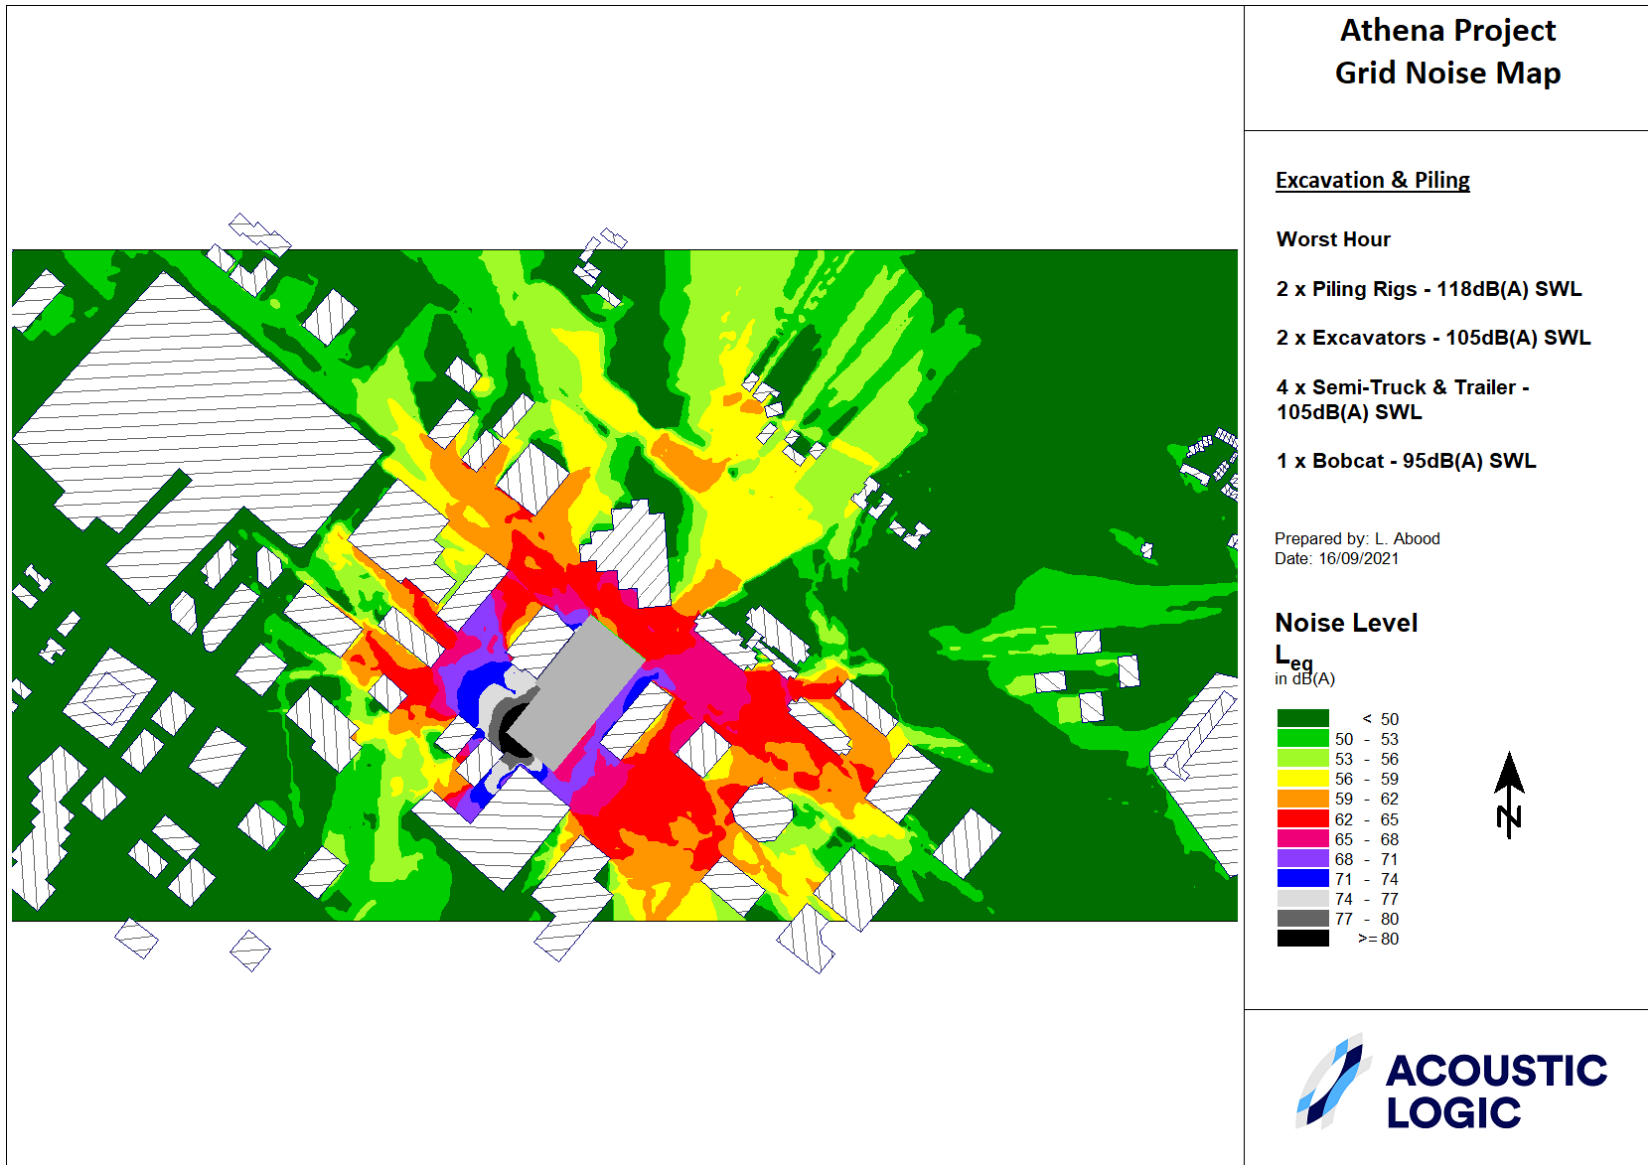 Athena Project
Grid Noise Map
Excavation & Piling
Worst Hour
2 x Piling Rigs - 118dB(A) SWL
2 x Excavators - 105dB(A) SWL
4 x Semi-Truck & Trailer -
105dB(A) SWL
1 x Bobcat - 95dB(A) SWL
Prepared by: L. Abood
Date: 16/09/2021
Noise Level
Leq
in dB(A)
< 50
50 - 53
53 - 56
56 - 59
59 - 62
62 - 65
65 - 68
68 - 71
71 - 74
74 - 77
77 - 80
>= 80
N
ACOUSTIC
LOGIC